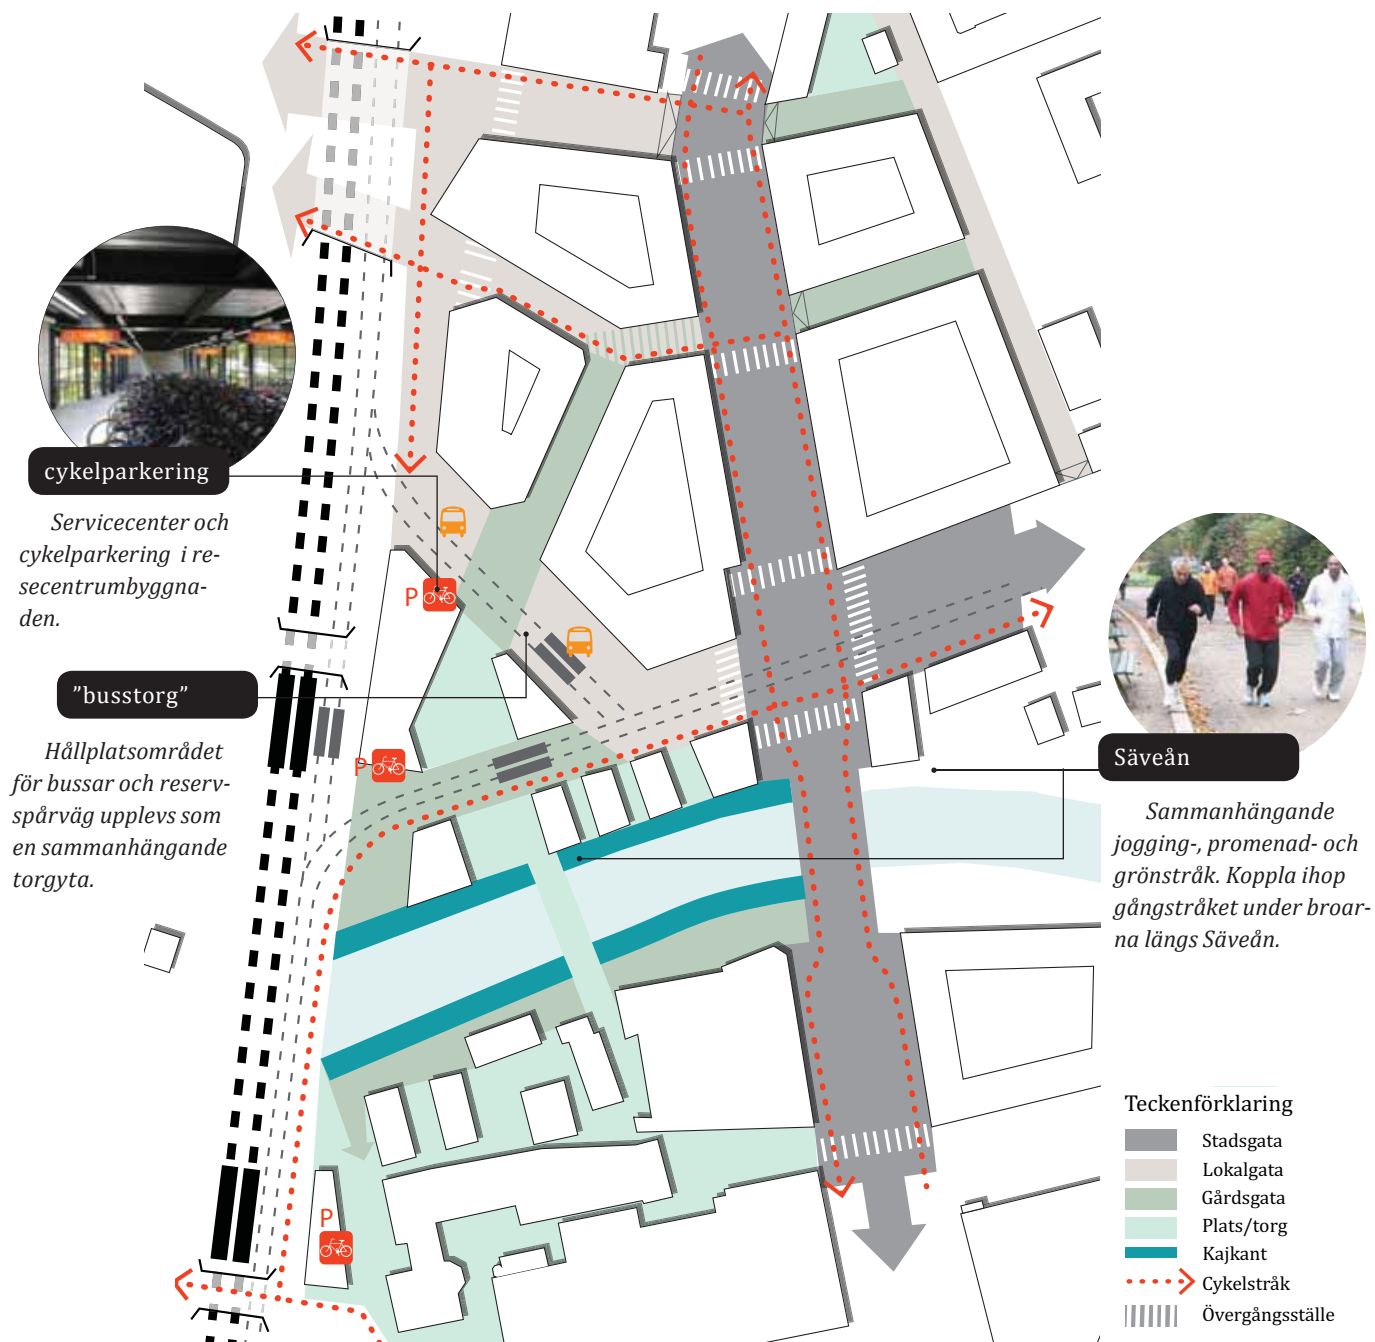 cykelparkering
Servicecenter och
cykelparkering i re-
secentrumbyggna-
den.
P
”busstorg”
Hållplatsområdet
för bussar och reserv-
spårväg upplevs som
en sammanhängande
torgyta.
P
Säveån
Sammanhängande
jogging-, promenad- och
grönstråk. Koppla ihop
gångstråket under broar-
na längs Säveån.
P
Teckenförklaring
Stadsgata
Lokalgata
Gårdsgata
Plats/torg
Kajkant
Cykelstråk
Övergångsställe